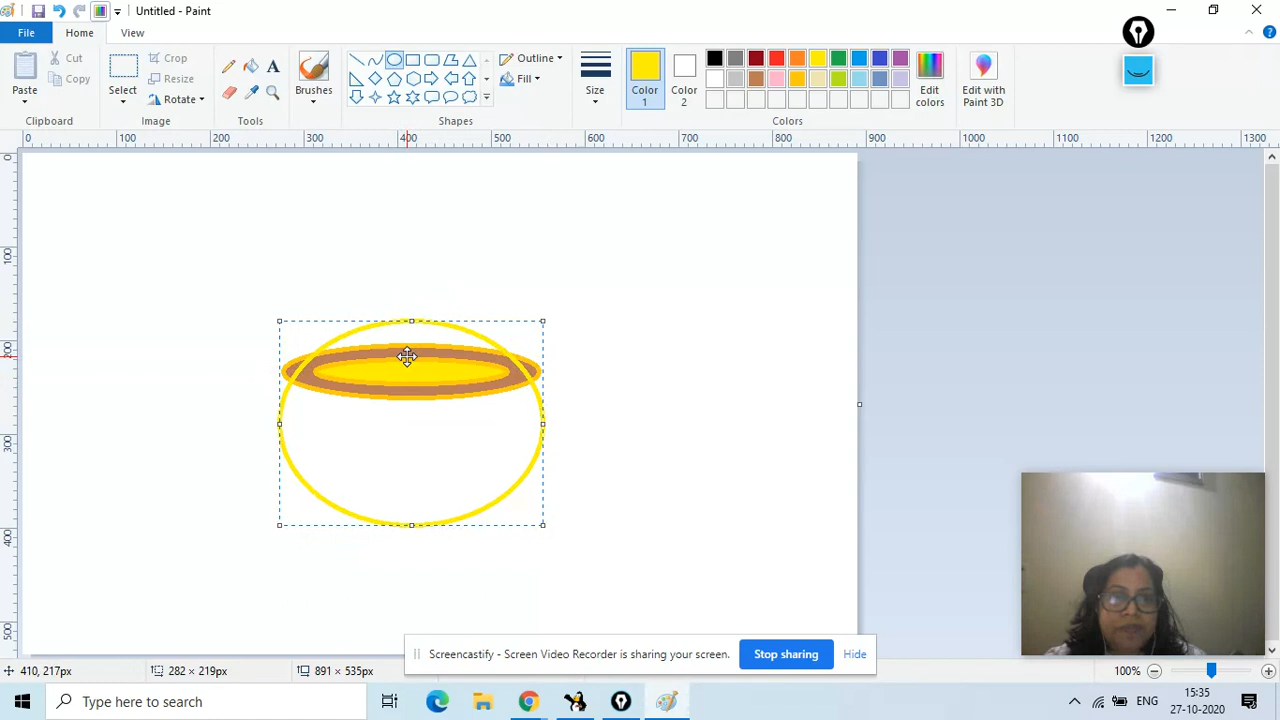 Untitled - Paint
File
Home
View
Paste
Cut
Copy
Clipboard
Select
Crop
Resize
Rotate
Image
Tools
Brushes
Outline
Fill
Shapes
Size
Color
1
Color
2
Edit
colors
Edit with
Paint 3D
Colors
0
100
200
300
400
500
600
700
800
900
1000
1100
1200
1300
0
100
200
300
400
500
Screencastify - Screen Video Recorder is sharing your screen.
Stop sharing
Hide
410, 217px
282 × 219px
891 × 535px
100%
Type here to search
ENG
15:35
27-10-2020